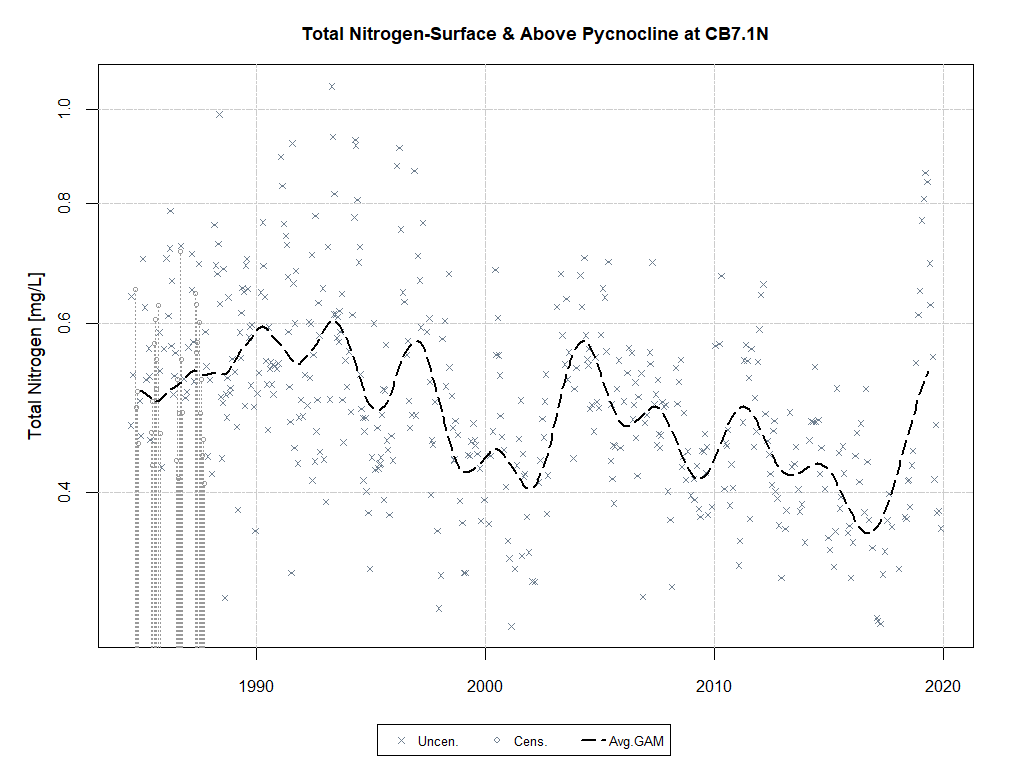 Total Nitrogen-Surface & Above Pycnocline at CB7.1N
Total Nitrogen [mg/L]
1.0
0.8
0.6
0.4
1990 2000 2010 2020
Uncen. Cens. Avg.GAM